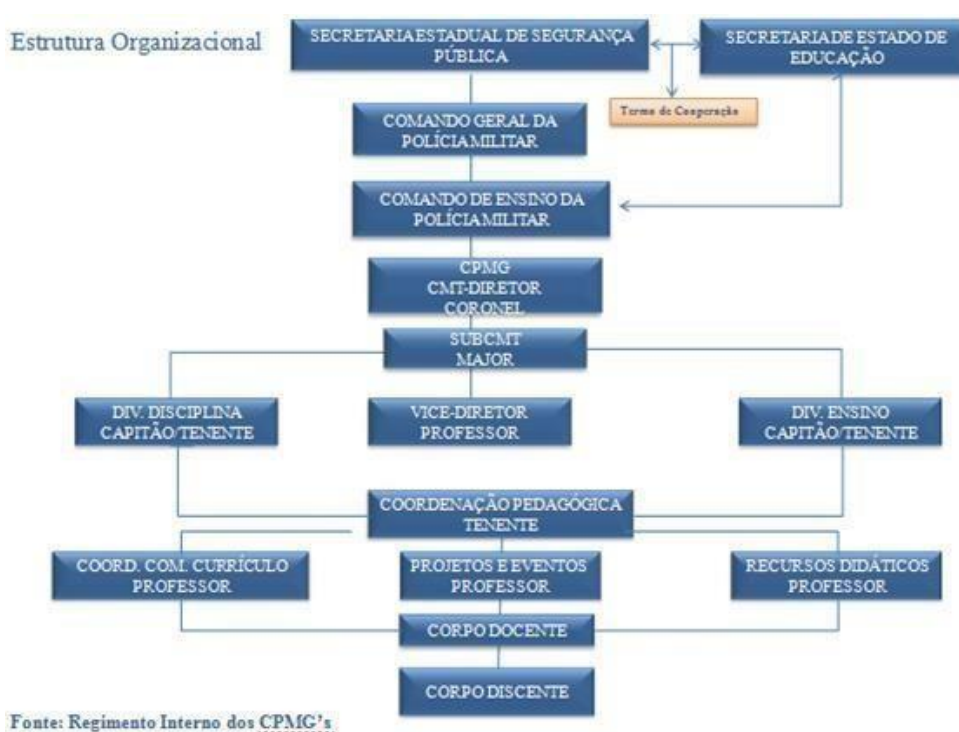 Estrutura Organizacional
SECRETARIA ESTADUAL DE SEGURANÇA
PÚBLICA
SECRETARIA DE ESTADO DE
EDUCAÇÃO
Termo de Cooperação
COMANDO GERAL DA
POLÍCIA MILITAR
COMANDO DE ENSINO DA
POLÍCIA MILITAR
CPMG
CMT-DIRETOR
CORONEL
SUBCMT
MAJOR
DIV. DISCIPLINA
CAPITÃO/TENENTE
VICE-DIRETOR
PROFESSOR
DIV. ENSINO
CAPITÃO/TENENTE
COORDENAÇÃO PEDAGÓGICA
TENENTE
COORD. COM. CURRÍCULO
PROFESSOR
PROJETOS E EVENTOS
PROFESSOR
RECURSOS DIDÁTICOS
PROFESSOR
CORPO DOCENTE
CORPO DISCENTE
Fonte: Regimento Interno dos CPMG's